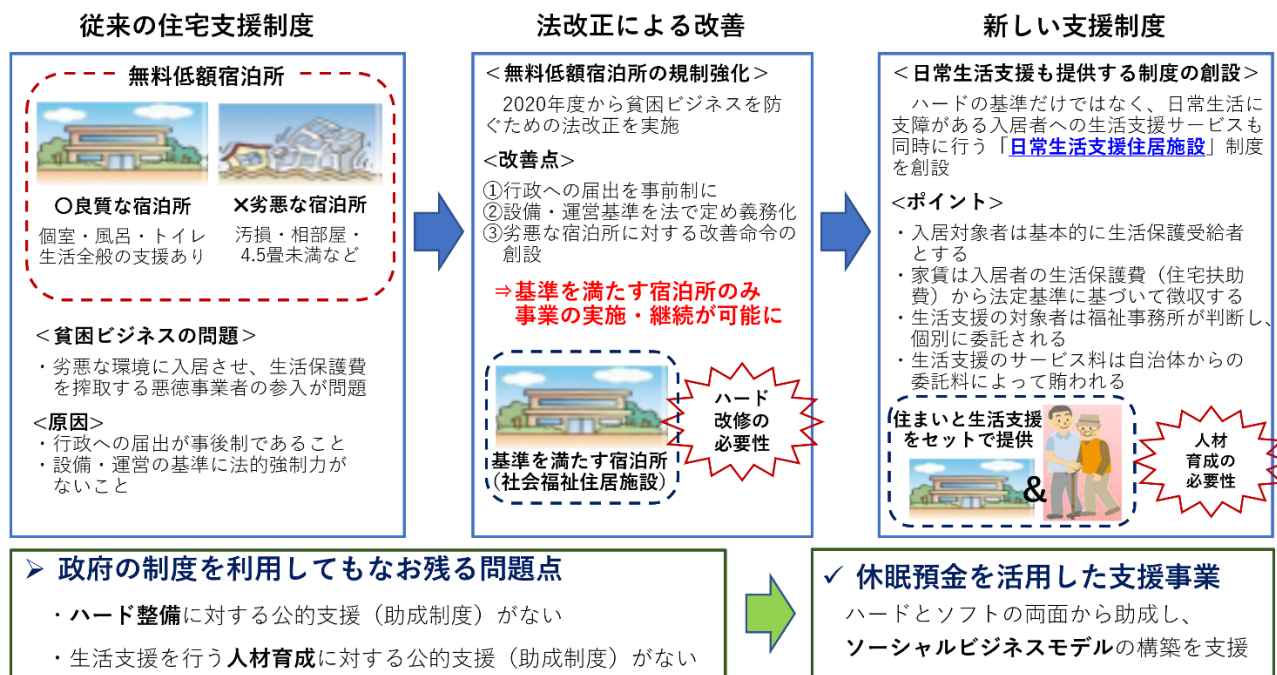 従来の住宅支援制度
無料低額宿泊所
〇良質な宿泊所
個室・風呂・トイレ
生活全般の支援あり
×劣悪な宿泊所
汚損・相部屋・
4.5畳未満など
＜貧困ビジネスの問題＞
・劣悪な環境に入居させ、生活保護費
を搾取する悪徳事業者の参入が問題
<原因>
・行政への届出が事後制であること
・設備・運営の基準に法的強制力が
ないこと
法改正による改善
＜無料低額宿泊所の規制強化＞
2020年度から貧困ビジネスを防
ぐための法改正を実施
<改善点>
①行政への届出を事前制に
②設備・運営基準を法で定め義務化
③劣悪な宿泊所に対する改善命令の
創設
⇒基準を満たす宿泊所のみ
事業の実施・継続が可能に
基準を満たす宿泊所
（社会福祉住居施設）
ハード
改修の
必要性
新しい支援制度
＜日常生活支援も提供する制度の創設＞
ハードの基準だけではなく、日常生活に
支障がある入居者への生活支援サービスも
同時に行う「日常生活支援住居施設」制度
を創設
<ポイント>
・入居対象者は基本的に生活保護受給者
とする
・家賃は入居者の生活保護費（住宅扶助
費）から法定基準に基づいて徴収する
・生活支援の対象者は福祉事務所が判断し、
個別に委託される
・生活支援のサービス料は自治体からの
委託料によって賄われる
住まいと生活支援
をセットで提供
&
人材
育成の
必要性
➢ 政府の制度を利用してもなお残る問題点
・ハード整備に対する公的支援（助成制度）がない
・生活支援を行う人材育成に対する公的支援（助成制度）がない
✓ 休眠預金を活用した支援事業
ハードとソフトの両面から助成し、
ソーシャルビジネスモデルの構築を支援